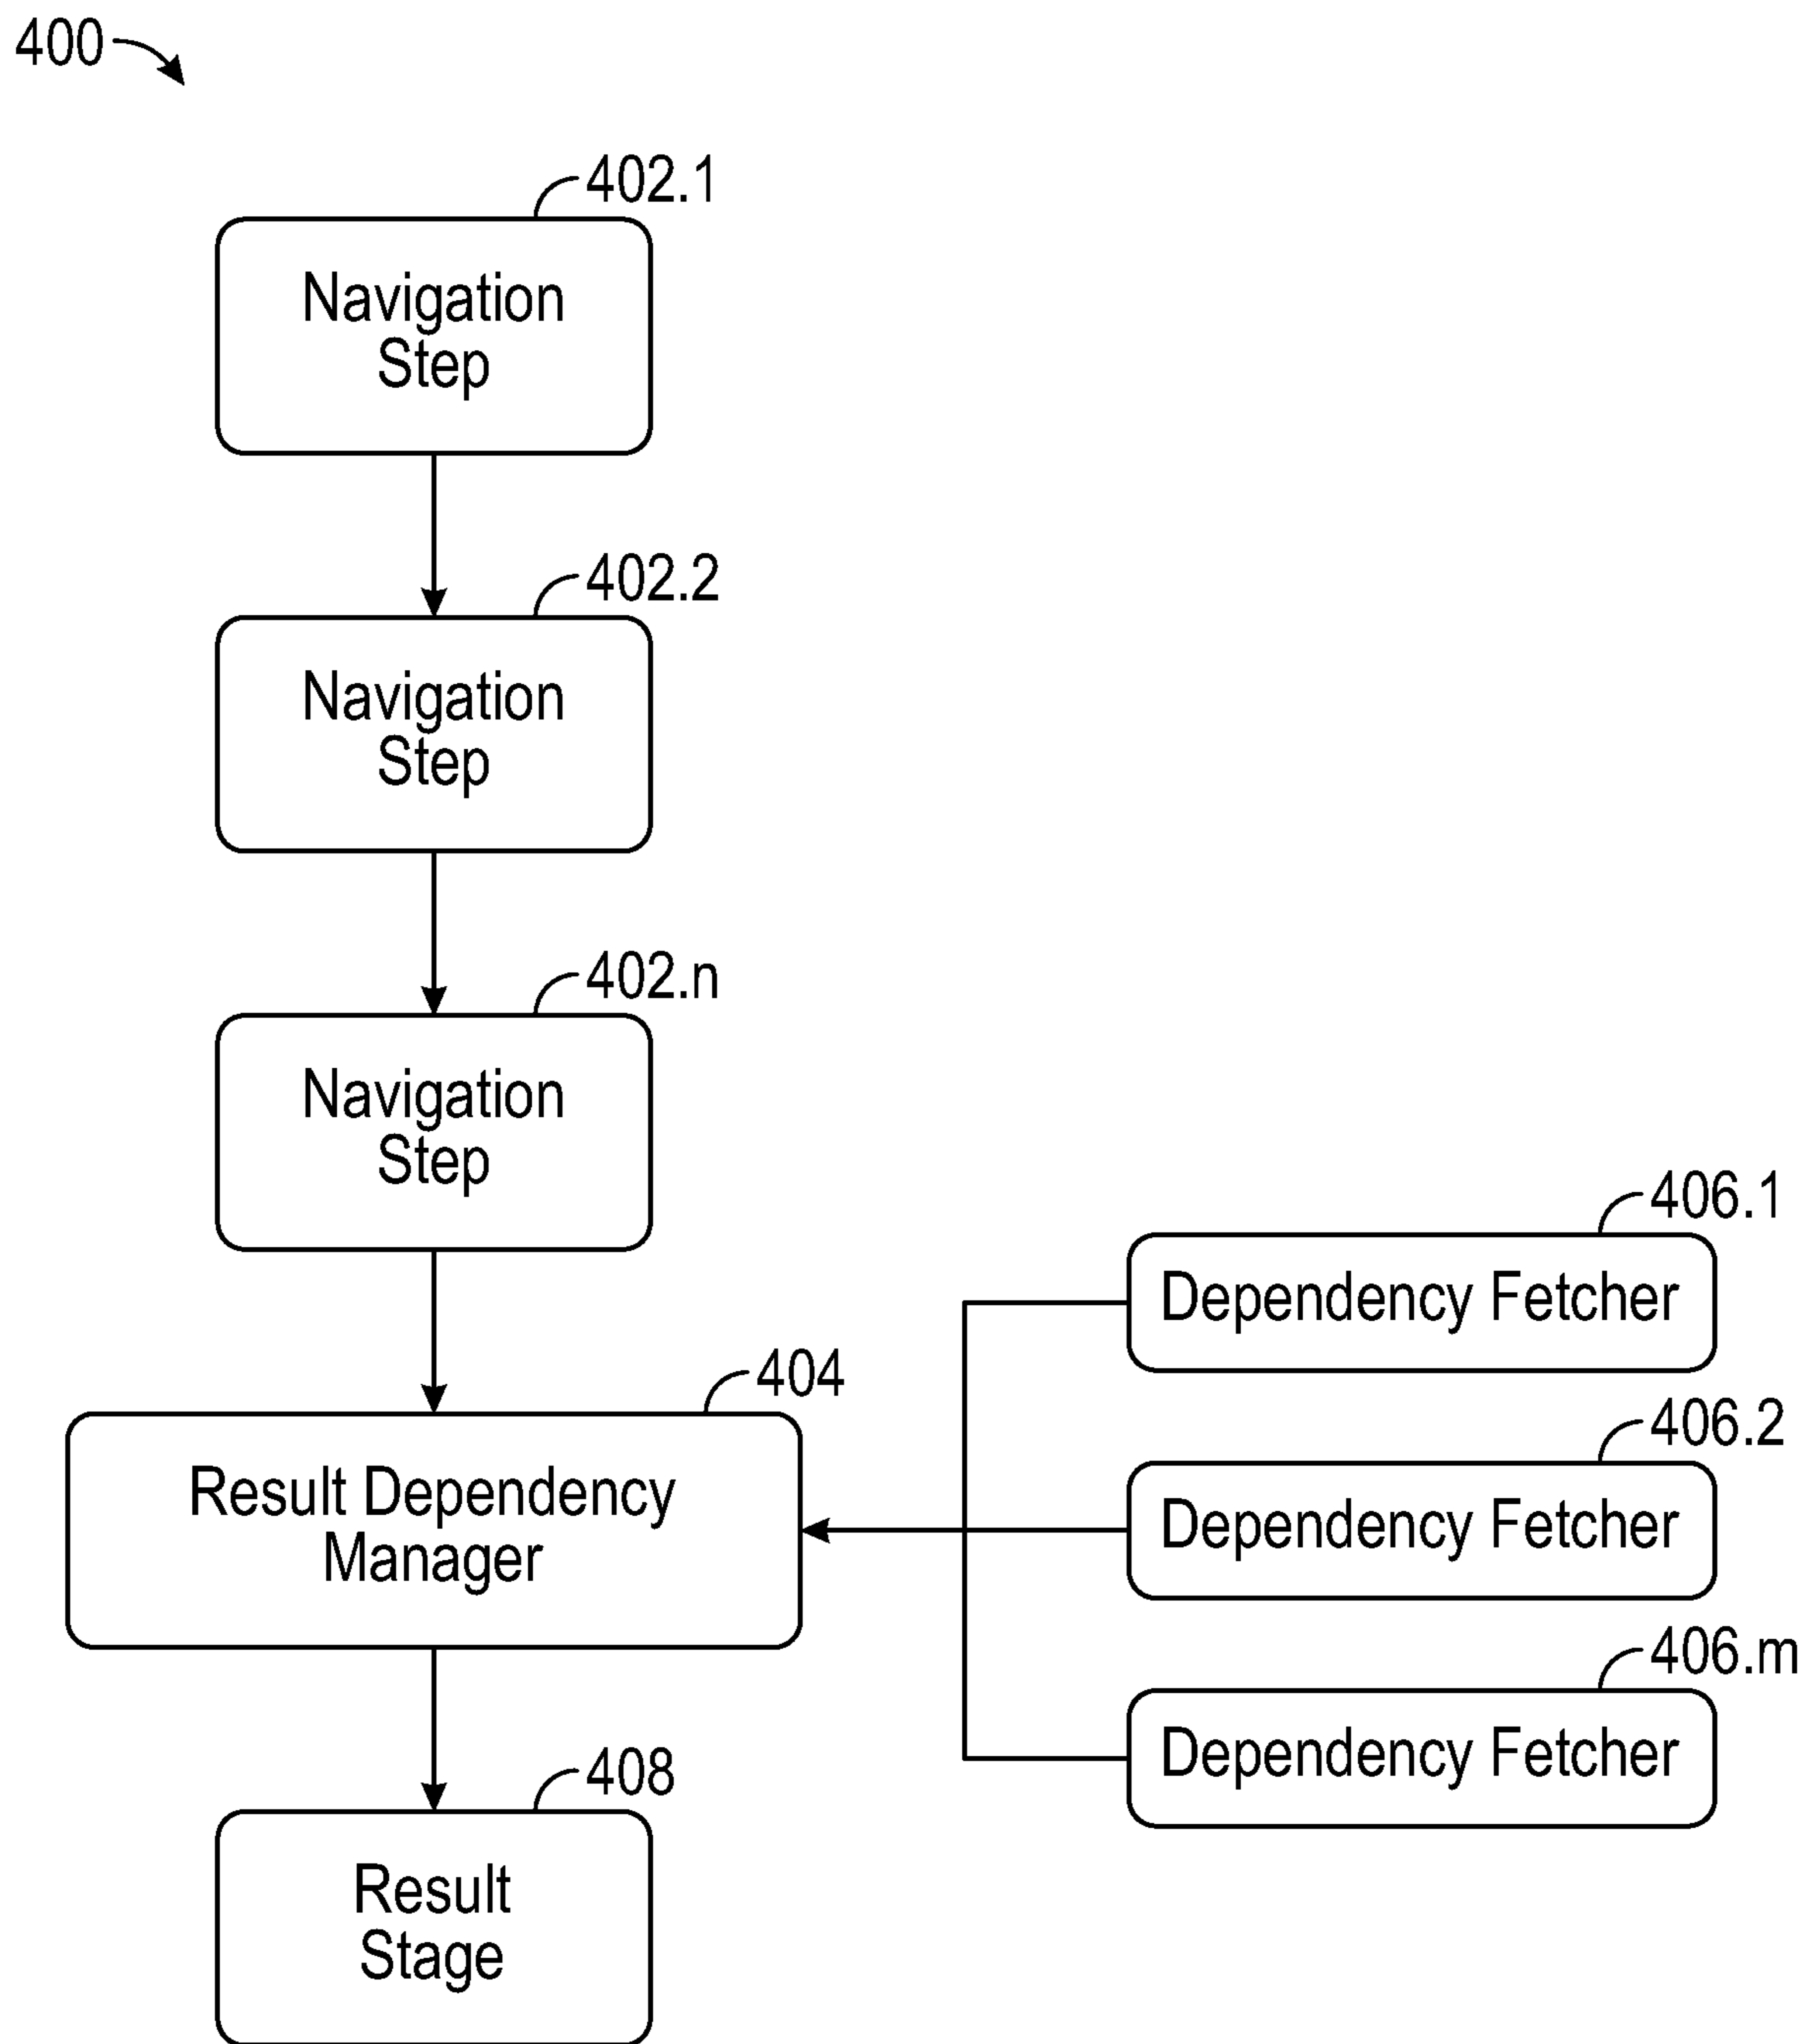 400
402.1
Navigation
Step
402.2
Navigation
Step
402.n
Navigation
Step
406.1
Dependency Fetcher
404
Result Dependency
Manager
406.2
Dependency Fetcher
406.m
Dependency Fetcher
408
Result
Stage